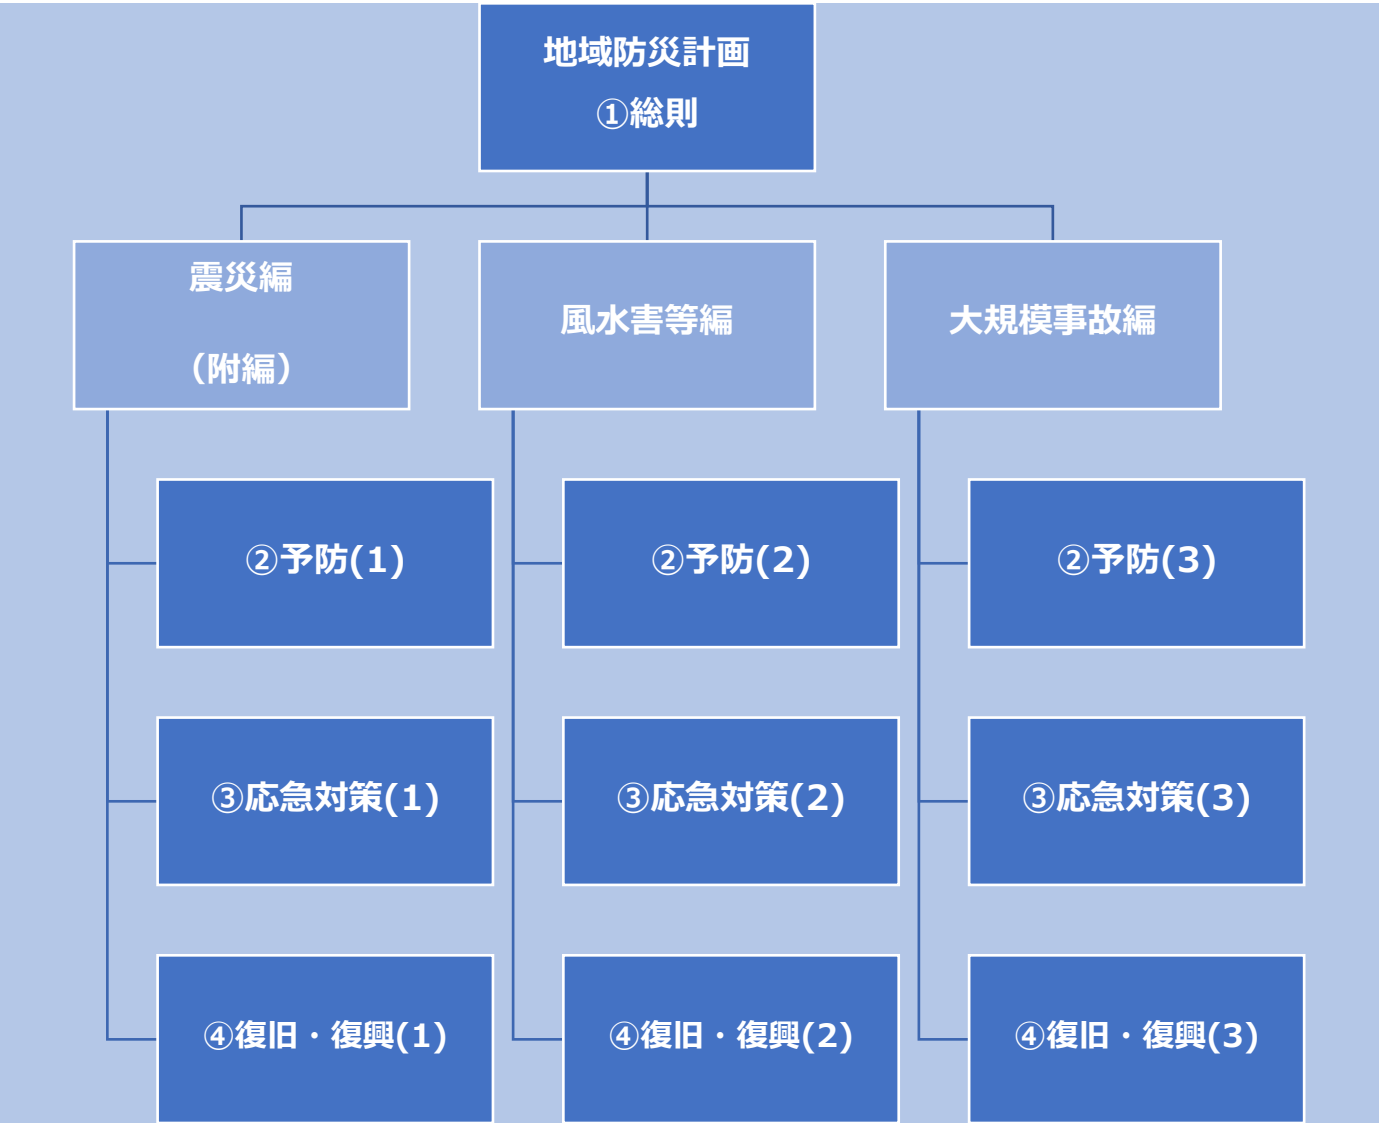 地域防災計画
①総則
震災編
（附編）
風水害等編
大規模事故編
②予防(1)
②予防(2)
②予防(3)
③応急対策(1)
③応急対策(2)
③応急対策(3)
④復旧・復興(1)
④復旧・復興(2)
④復旧・復興(3)